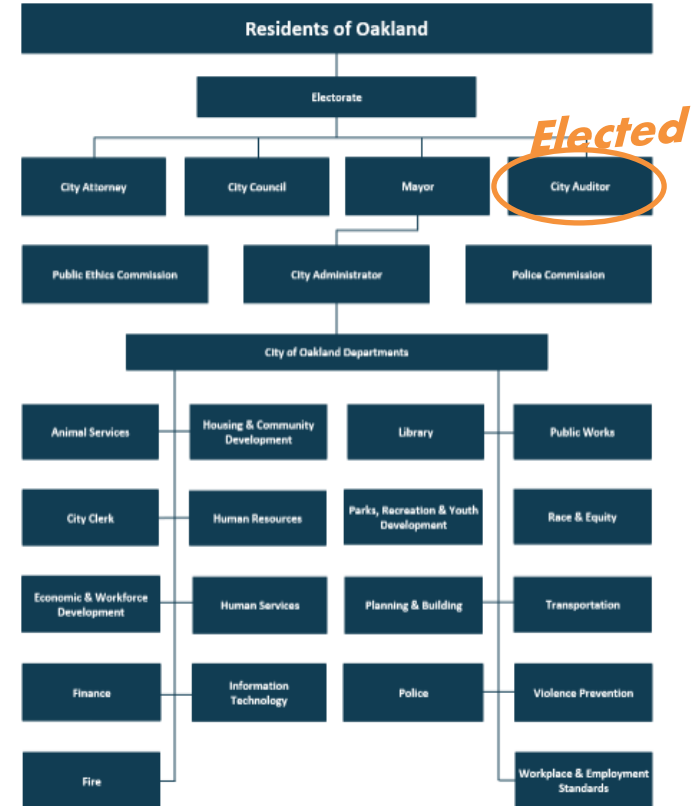 Residents of Oakland
Electorate
Elected
City Attorney
City Council
Mayor
City Auditor
Public Ethics Commission
City Administrator
Police Commission
City of Oakland Departments
Animal Services
Housing & Community
Development
Library
Public Works
City Clerk
Human Resources
Parks, Recreation & Youth
Development
Race & Equity
Economic & Workforce
Development
Human Services
Planning & Building
Transportation
Finance
Information
Technology
Police
Violence Prevention
Fire
Workplace & Employment
Standards